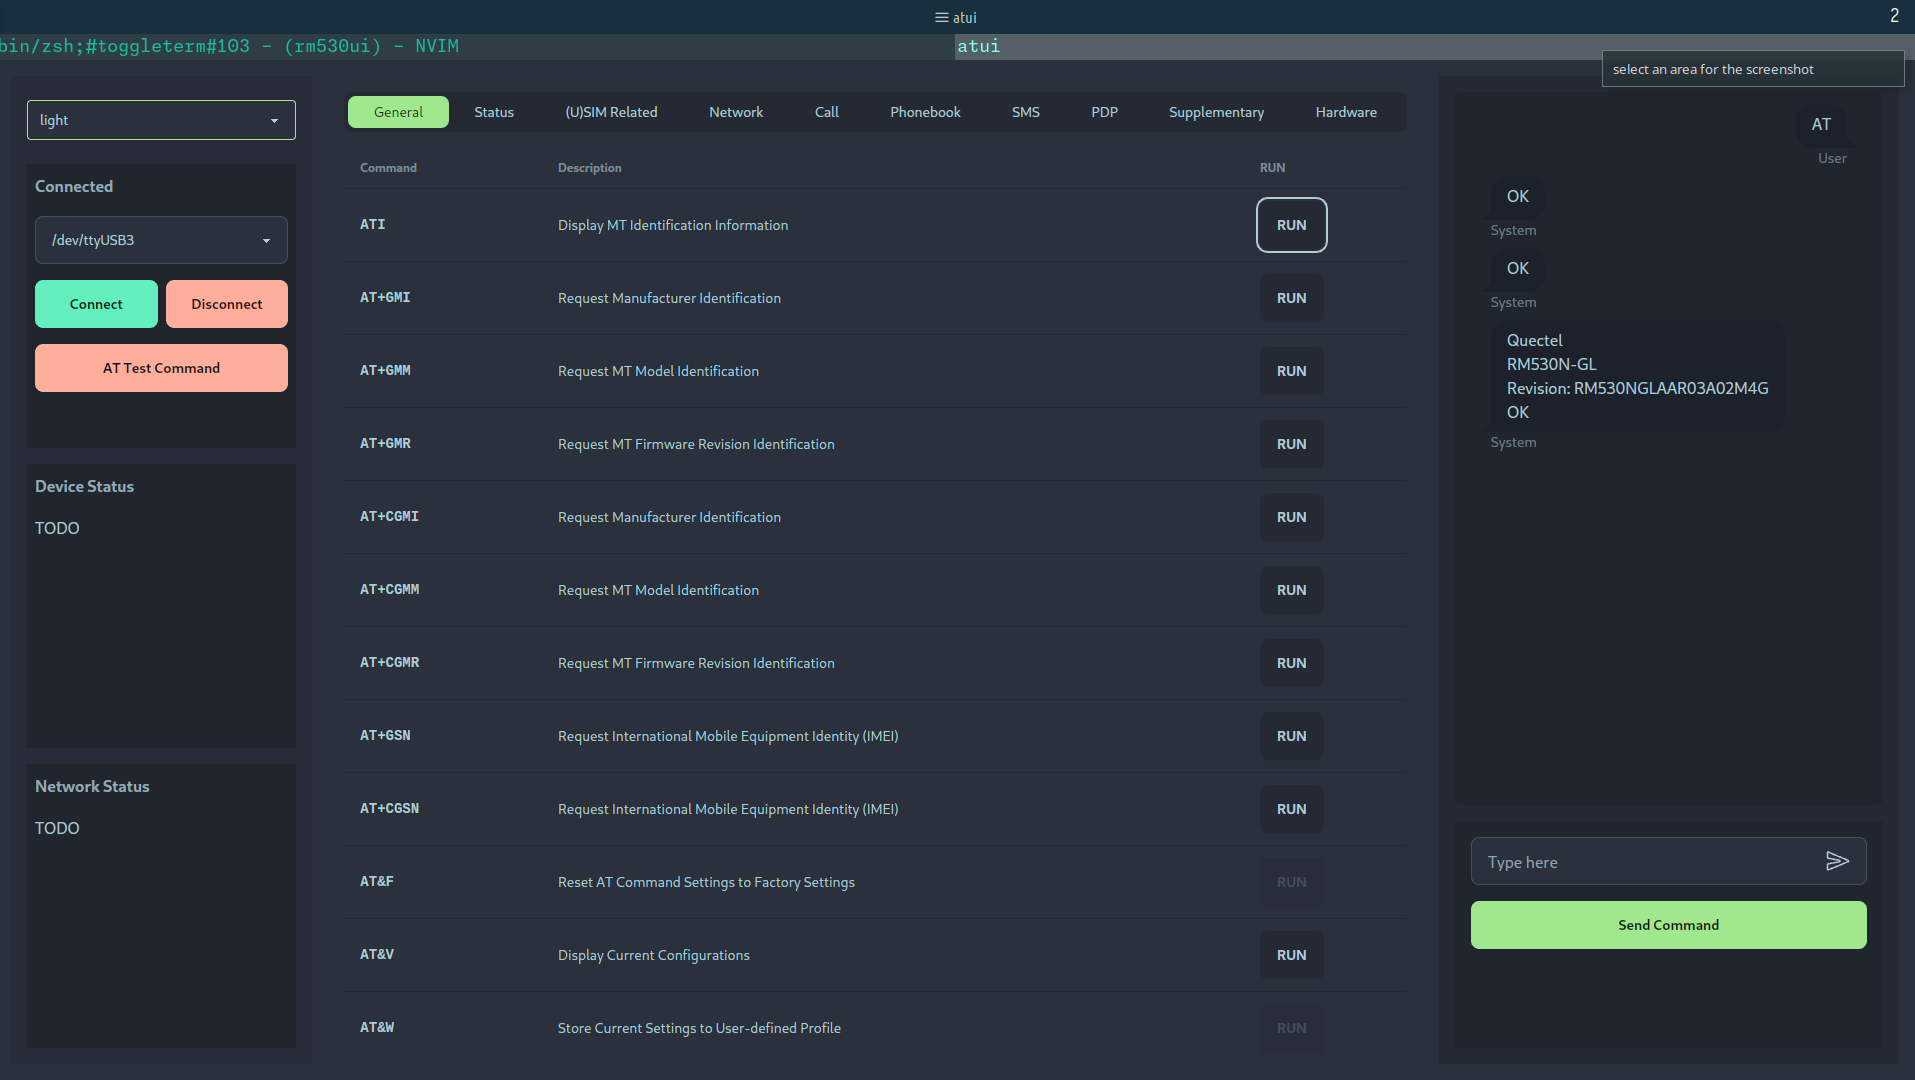 atui
2
bin/zsh;#toggleterm#103 - (rm530ui) - NVIM
atui
select an area for the screenshot
light
Connected
/dev/ttyUSB3
Connect
Disconnect
AT Test Command
Device Status
TODO
Network Status
TODO
General
Status
(U)SIM Related
Network
Call
Phonebook
SMS
PDP
Supplementary
Hardware
Command Description RUN
ATI Display MT Identification Information RUN
AT+GMI Request Manufacturer Identification RUN
AT+GMM Request MT Model Identification RUN
AT+GMR Request MT Firmware Revision Identification RUN
AT+CGMI Request Manufacturer Identification RUN
AT+CGMM Request MT Model Identification RUN
AT+CGMR Request MT Firmware Revision Identification RUN
AT+GSN Request International Mobile Equipment Identity (IMEI) RUN
AT+CGSN Request International Mobile Equipment Identity (IMEI) RUN
AT&F Reset AT Command Settings to Factory Settings RUN
AT&V Display Current Configurations RUN
AT&W Store Current Settings to User-defined Profile RUN
AT
User
OK
System
OK
System
Quectel
RM530N-GL
Revision: RM530NGLAAR03A02M4G
OK
System
Type here
Send Command